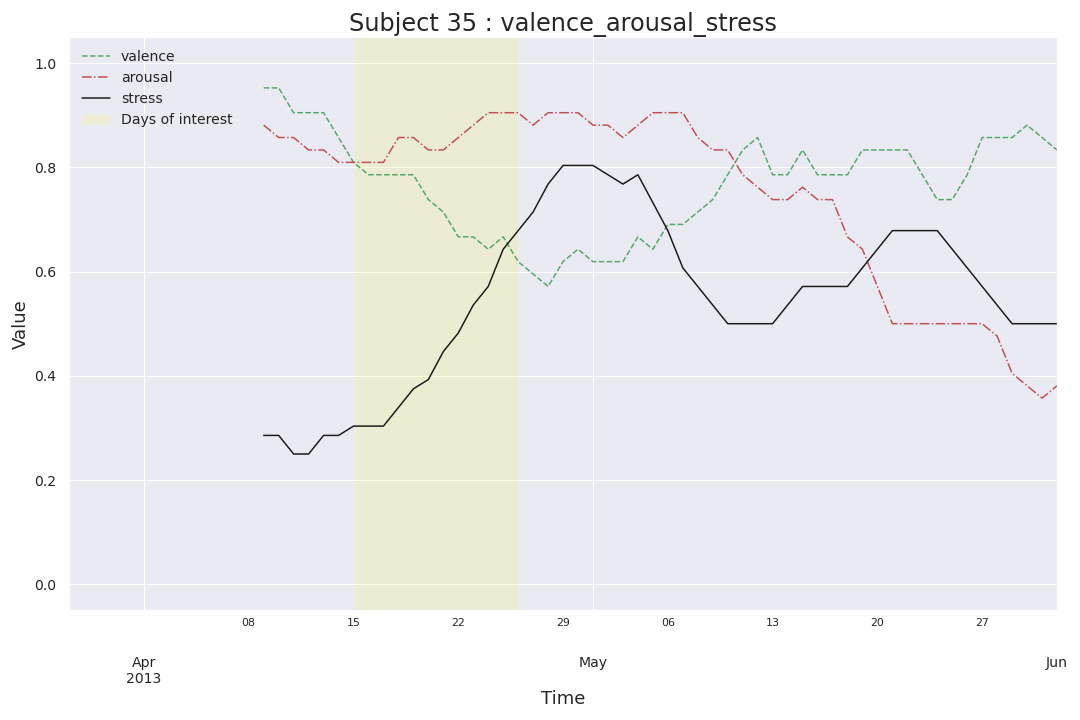 Subject 35 : valence_arousal_stress
valence
arousal
stress
Days of interest
1.0
0.8
0.6
0.4
0.2
0.0
Value
08 15 22 29 06 13 20 27
Apr May Jun
2013
Time